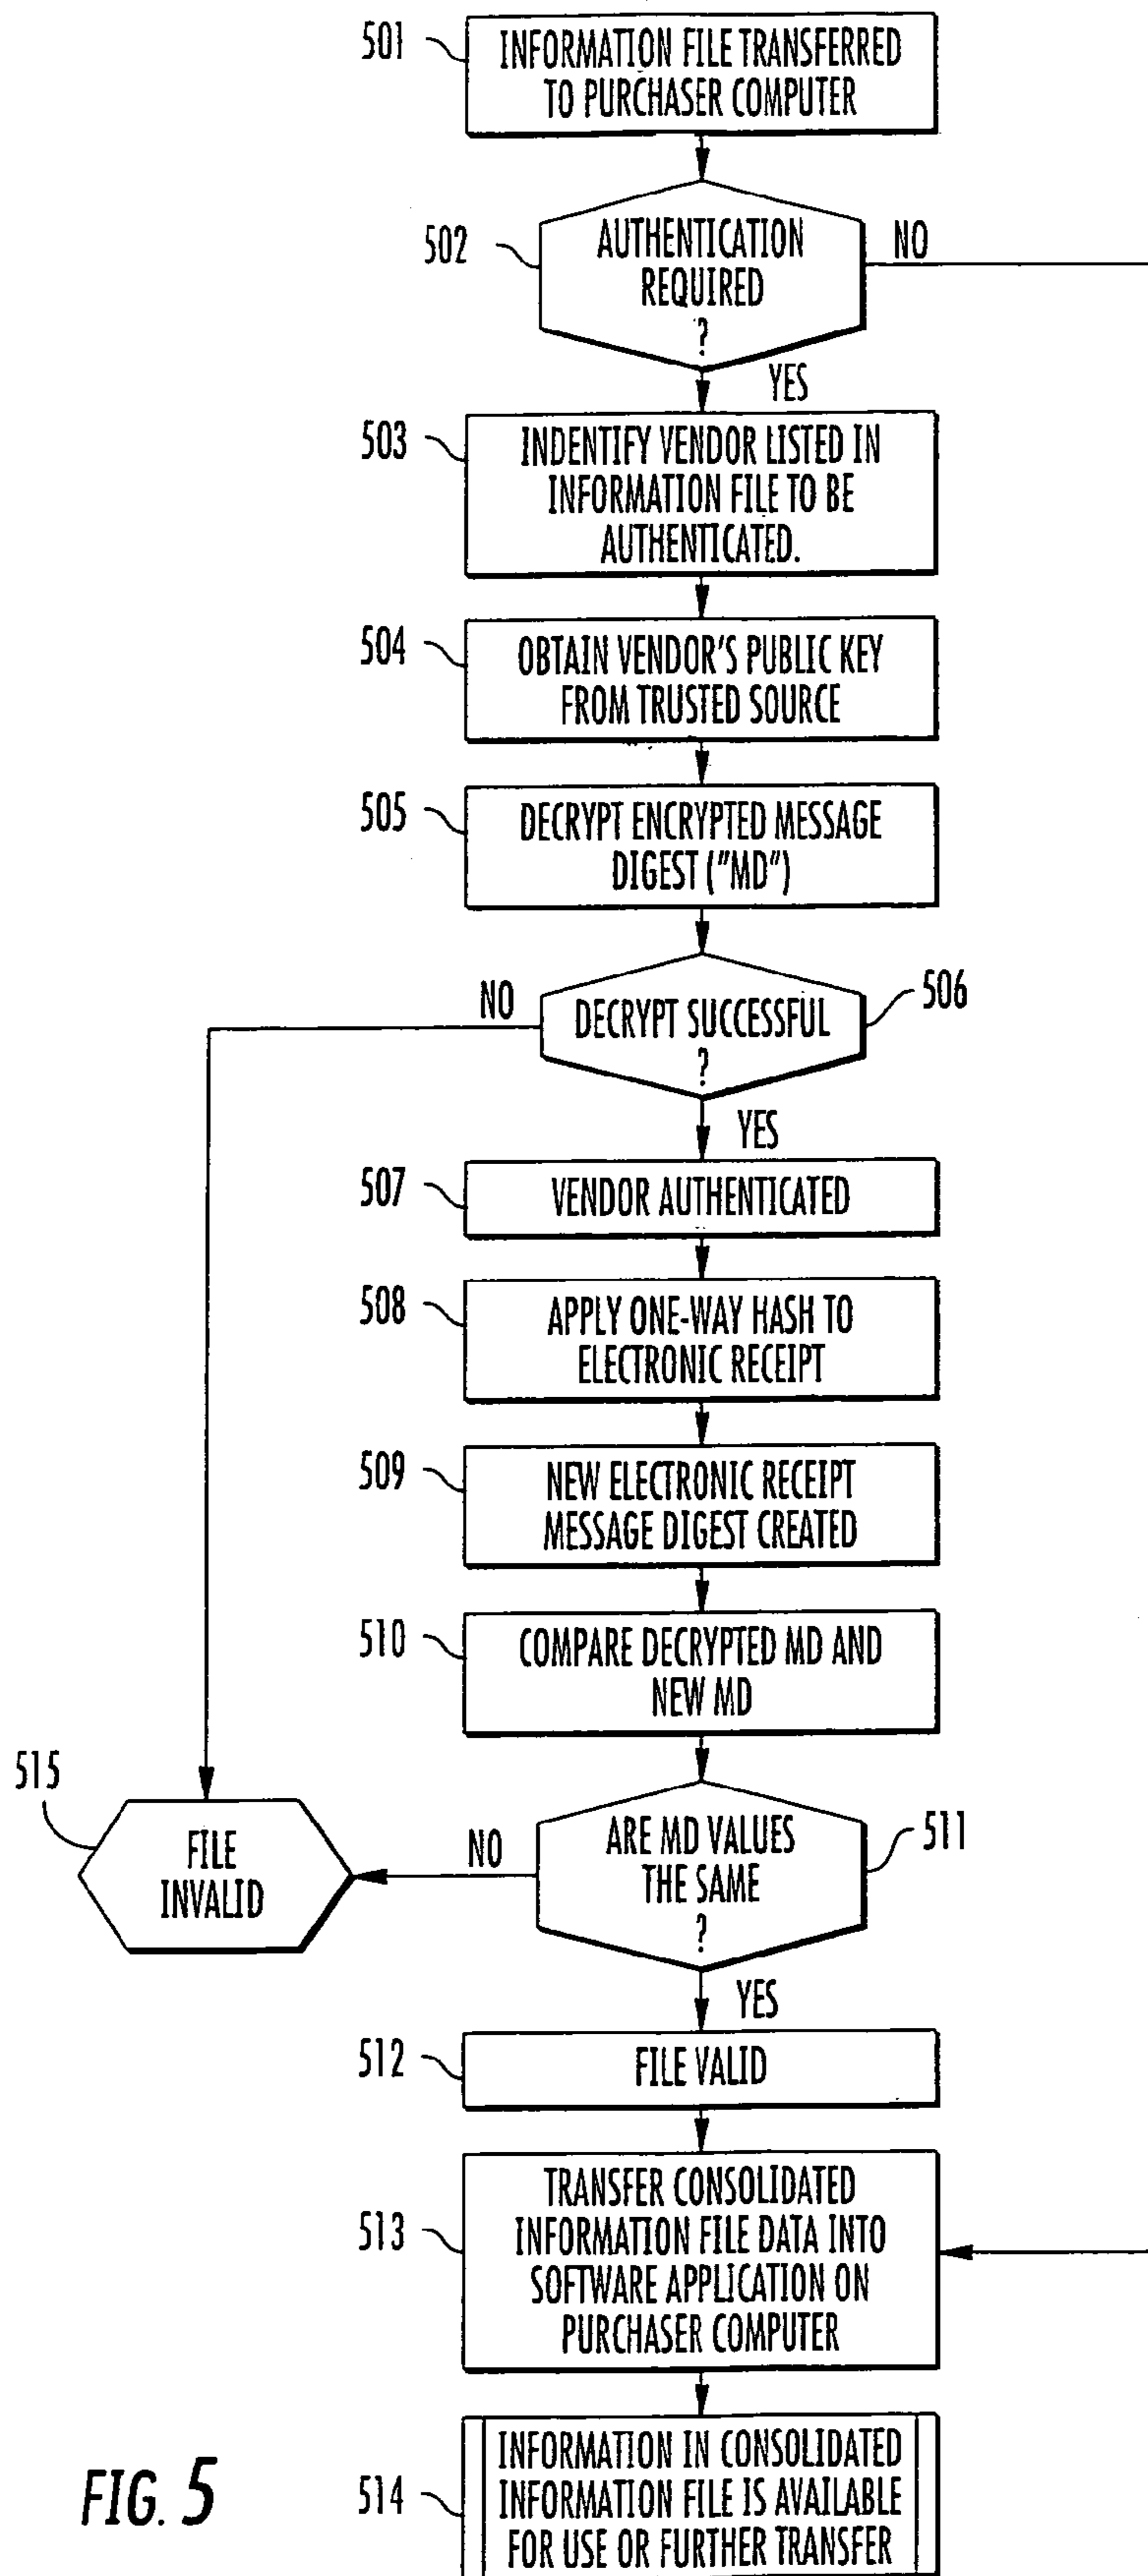 501
INFORMATION FILE TRANSFERRED
TO PURCHASER COMPUTER
502
AUTHENTICATION
REQUIRED
?
NO
YES
503
INDENTIFY VENDOR LISTED IN
INFORMATION FILE TO BE
AUTHENTICATED.
504
OBTAIN VENDOR'S PUBLIC KEY
FROM TRUSTED SOURCE
505
DECRYPT ENCRYPTED MESSAGE
DIGEST ("MD")
NO
DECRYPT SUCCESSFUL
?
506
YES
507
VENDOR AUTHENTICATED
508
APPLY ONE-WAY HASH TO
ELECTRONIC RECEIPT
509
NEW ELECTRONIC RECEIPT
MESSAGE DIGEST CREATED
510
COMPARE DECRYPTED MD AND
NEW MD
515
FILE
INVALID
NO
ARE MD VALUES
THE SAME
?
511
YES
512
FILE VALID
513
TRANSFER CONSOLIDATED
INFORMATION FILE DATA INTO
SOFTWARE APPLICATION ON
PURCHASER COMPUTER
514
INFORMATION IN CONSOLIDATED
INFORMATION FILE IS AVAILABLE
FOR USE OR FURTHER TRANSFER
FIG. 5